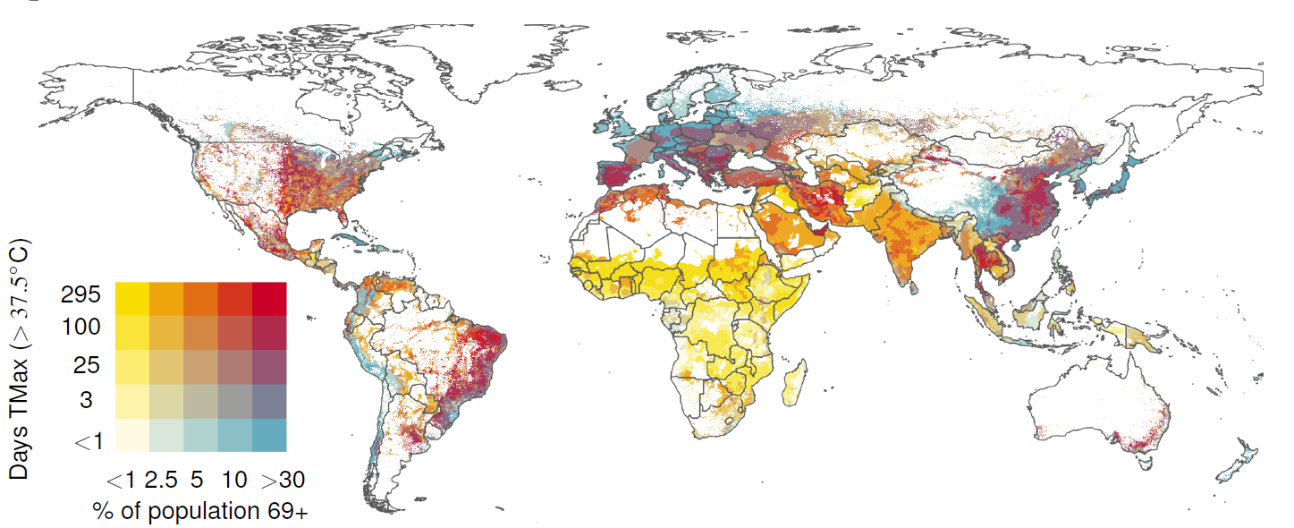 Days TMax (> 37.5°C)
295
100
25
3
<1
<1 2.5 5 10 >30
% of population 69+